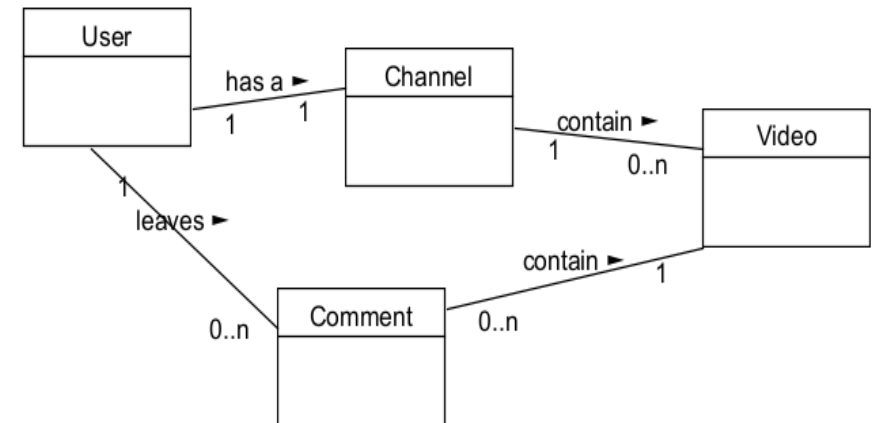 User
has a ►
1
1
Channel
contain ►
1
0..n
Video
1
leaves ►
0..n
Comment
contain ►
0..n
1